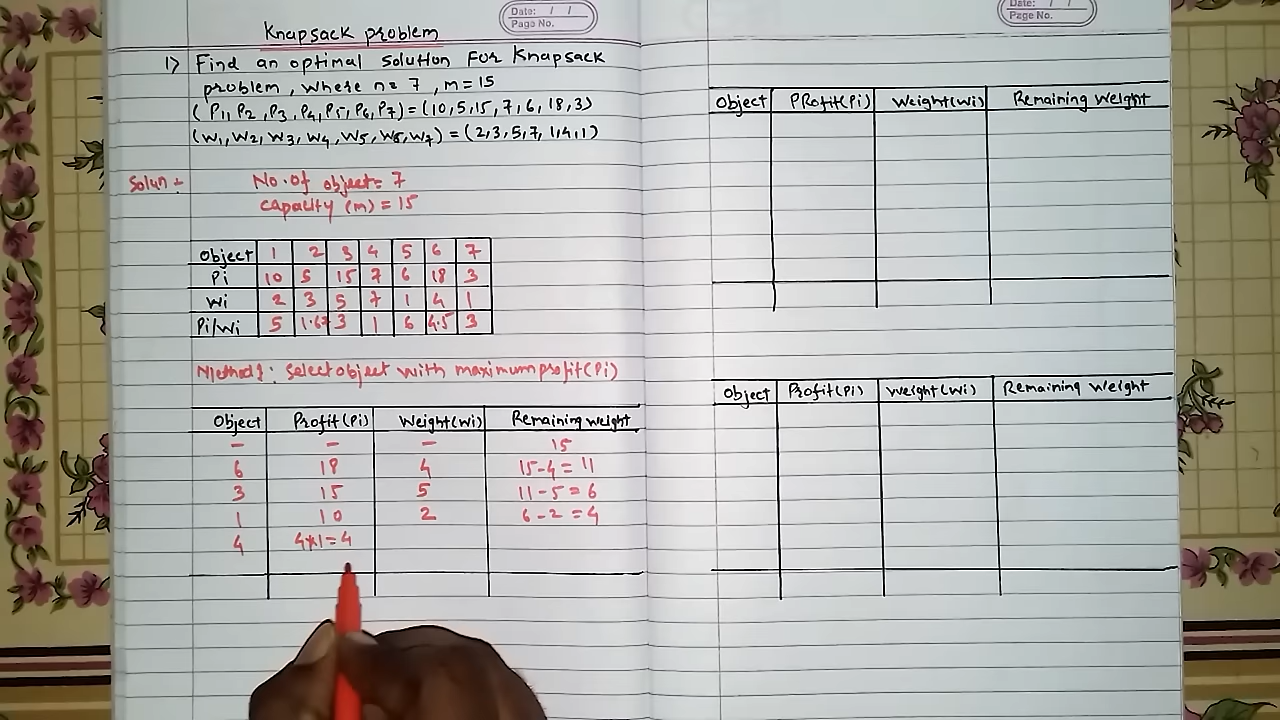 Date: / /
Page No.
Knapsack problem
1) Find an optimal solution For Knapsack
problem, where n= 7, m= 15
(P1, P2, P3, P4, P5, P6, P7) = (10,5,15,7,6,18,3)
(W1, W2, W3, W4, W5, W6, W7) = (2,3,5,7,1,4,1)
Solun ÷ No. of object= 7
capacity (m) = 15
Object 1 2 3 4 5 6 7
Pi 10 5 15 7 6 18 3
Wi 2 3 5 7 1 4 1
Pi/Wi 5 1.67 3 1 6 4.5 3
Method 1: Select object with maximum profit(Pi)
Object Profit(Pi) Weight(Wi) Remaining weight
- - - 15
6 18 4 15-4= 11
3 15 5 11-5=6
1 10 2 6-2=4
4 4*1=4
Date: / /
Page No.
Object PRofit(Pi) Weight(Wi) Remaining Weight
Object Profit(Pi) Weight(Wi) Remaining Weight